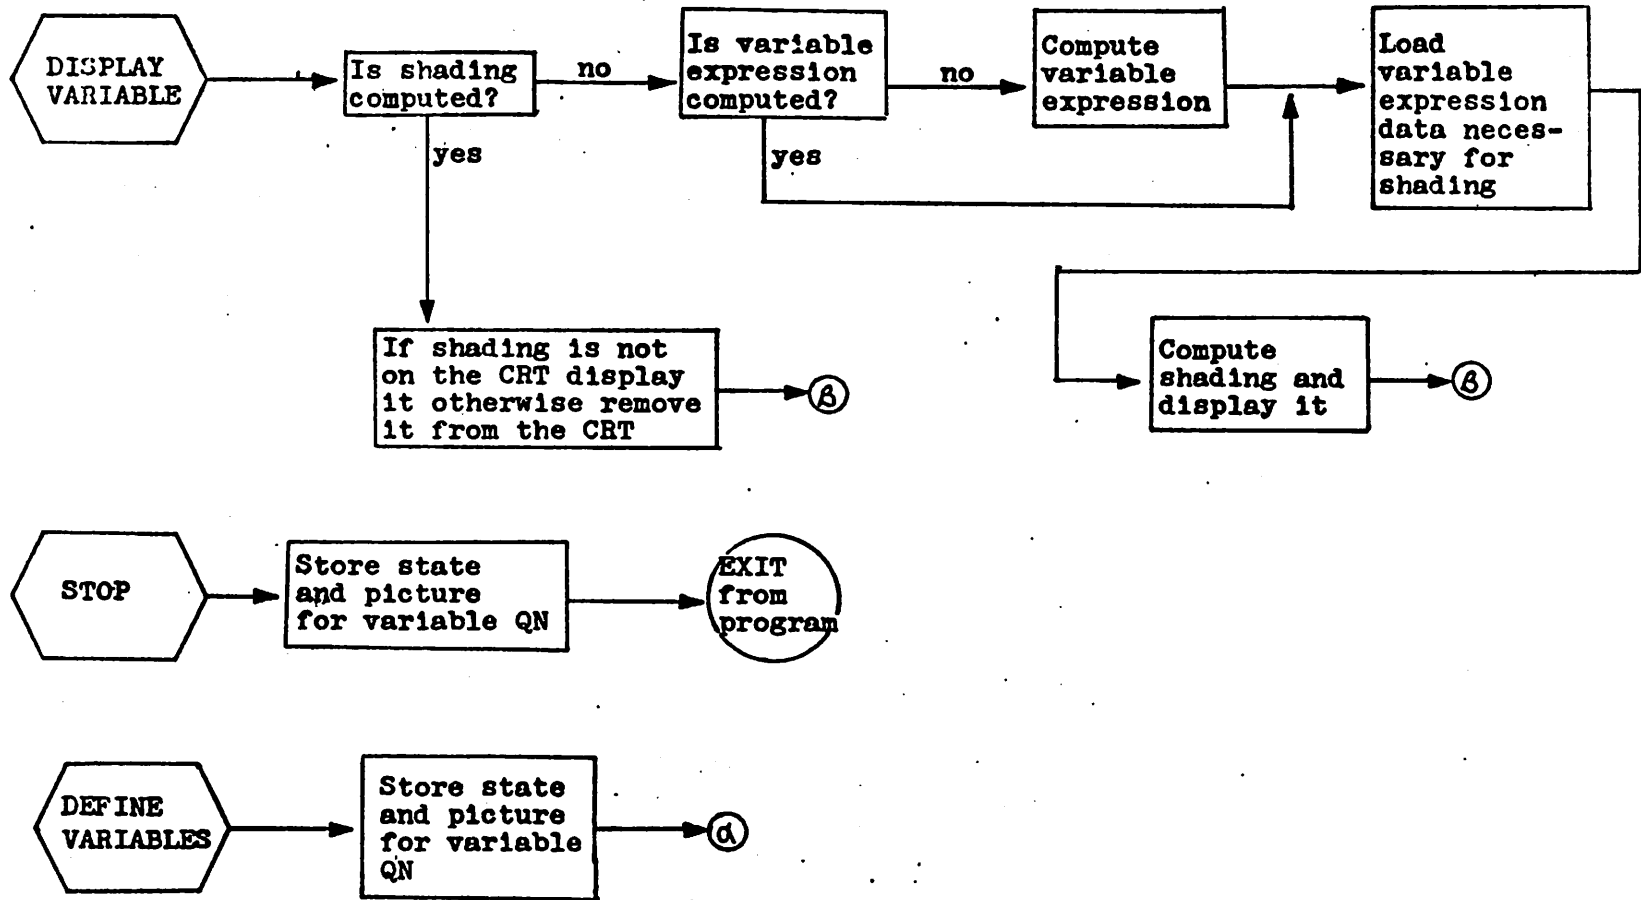 DISPLAY
VARIABLE
Is shading
computed?
no
Is variable
expression
computed?
no
Compute
variable
expression
Load
variable
expression
data neces-
sary for
shading
yes
yes
If shading is not
on the CRT display
it otherwise remove
it from the CRT
β
Compute
shading and
display it
β
STOP
Store state
and picture
for variable QN
EXIT
from
program
DEFINE
VARIABLES
Store state
and picture
for variable
QN
α